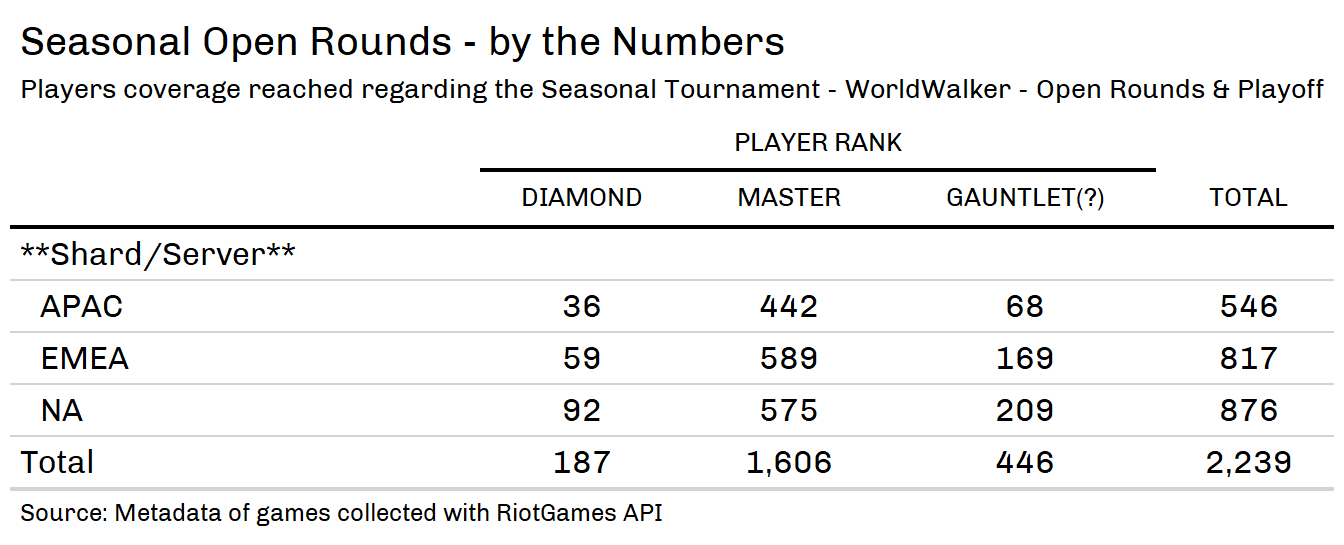 Seasonal Open Rounds - by the Numbers
Players coverage reached regarding the Seasonal Tournament - WorldWalker - Open Rounds & Playoff
PLAYER RANK
DIAMOND MASTER GAUNTLET(?) TOTAL
**Shard/Server**
APAC 36 442 68 546
EMEA 59 589 169 817
NA 92 575 209 876
Total 187 1,606 446 2,239
Source: Metadata of games collected with RiotGames API